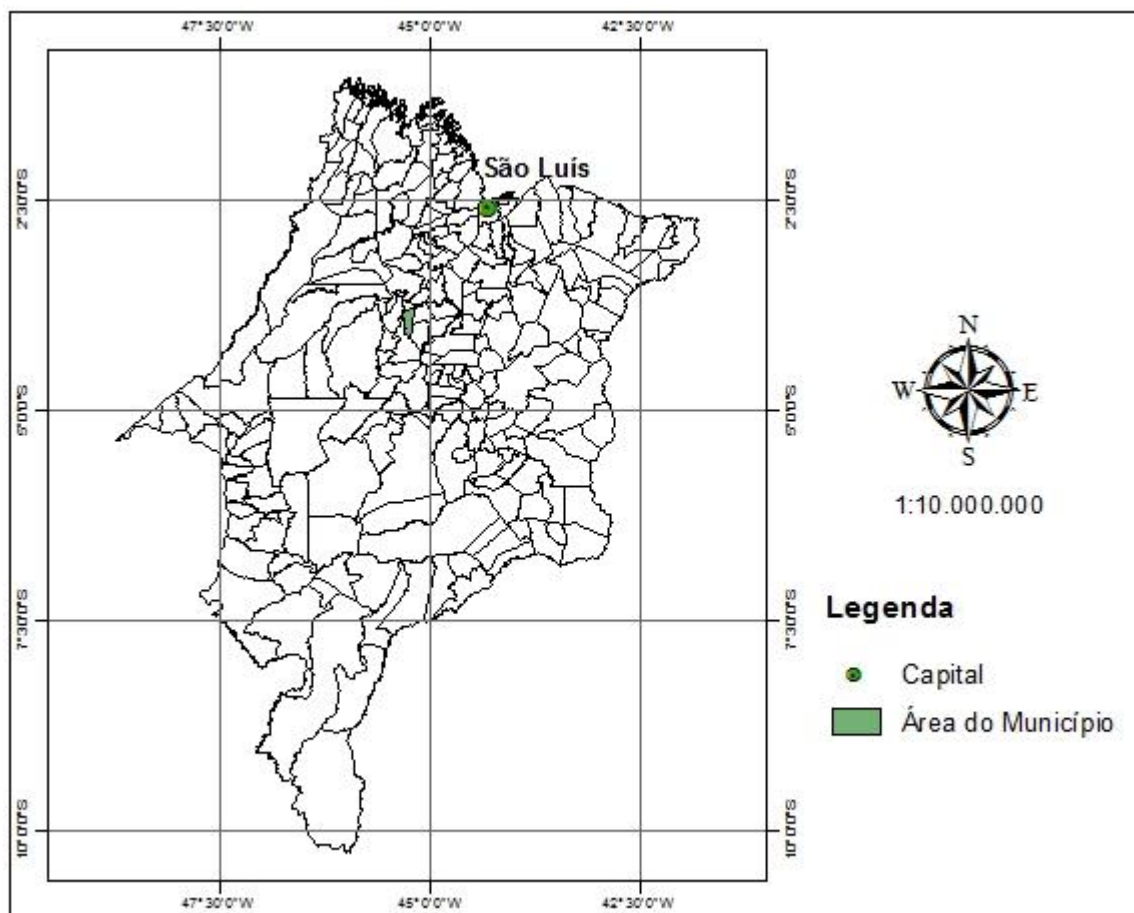 47°30'0"W 45°0'0"W 42°30'0"W
São Luís
2°30'0"S 2°30'0"S
N
W E
S
5°0'0"S 5°0'0"S
1:10.000.000
Legenda
7°30'0"S 7°30'0"S
Capital
Área do Município
10°0'0"S 10°0'0"S
47°30'0"W 45°0'0"W 42°30'0"W